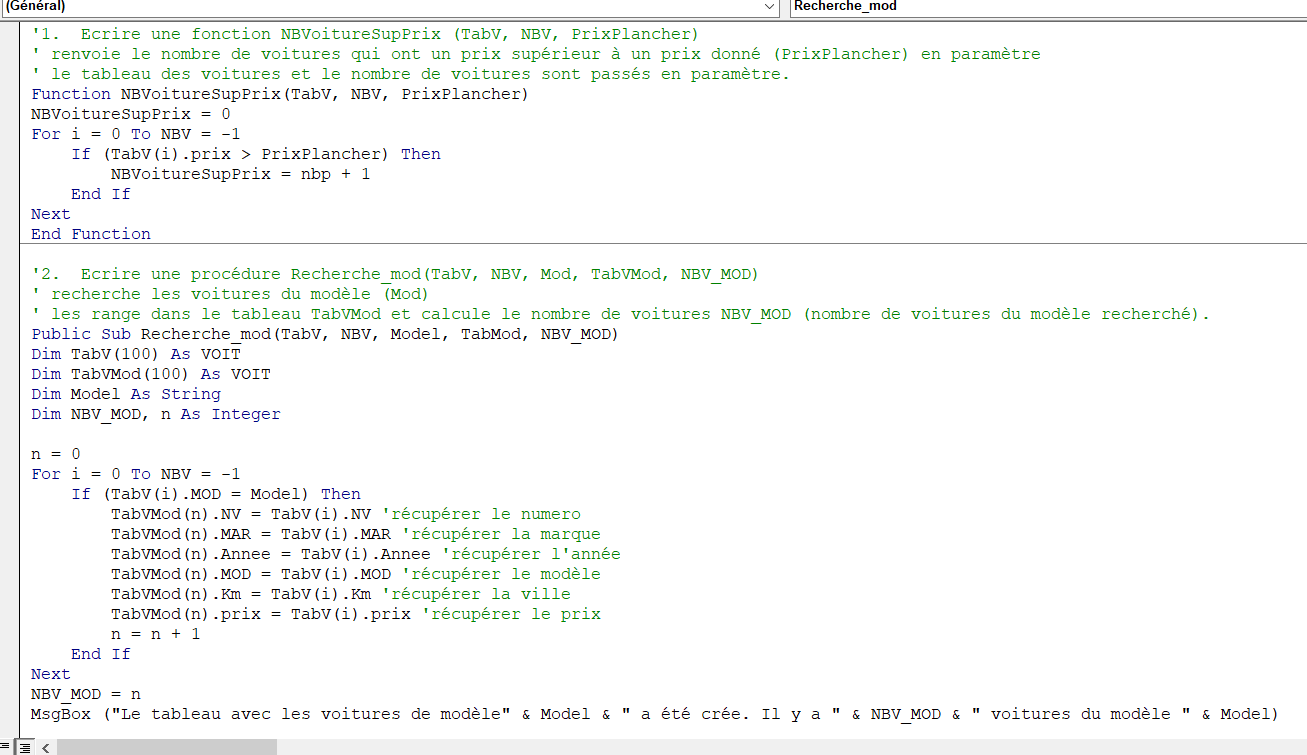 (Général)
Recherche_mod
'1.  Ecrire une fonction NBVoitureSupPrix (TabV, NBV, PrixPlancher)
' renvoie le nombre de voitures qui ont un prix supérieur à un prix donné (PrixPlancher) en paramètre
' le tableau des voitures et le nombre de voitures sont passés en paramètre.
Function NBVoitureSupPrix(TabV, NBV, PrixPlancher)
NBVoitureSupPrix = 0
For i = 0 To NBV = -1
    If (TabV(i).prix > PrixPlancher) Then
        NBVoitureSupPrix = nbp + 1
    End If
Next
End Function
'2.  Ecrire une procédure Recherche_mod(TabV, NBV, Mod, TabVMod, NBV_MOD)
' recherche les voitures du modèle (Mod)
' les range dans le tableau TabVMod et calcule le nombre de voitures NBV_MOD (nombre de voitures du modèle recherché).
Public Sub Recherche_mod(TabV, NBV, Model, TabMod, NBV_MOD)
Dim TabV(100) As VOIT
Dim TabVMod(100) As VOIT
Dim Model As String
Dim NBV_MOD, n As Integer
n = 0
For i = 0 To NBV = -1
    If (TabV(i).MOD = Model) Then
        TabVMod(n).NV = TabV(i).NV 'récupérer le numero
        TabVMod(n).MAR = TabV(i).MAR 'récupérer la marque
        TabVMod(n).Annee = TabV(i).Annee 'récupérer l'année
        TabVMod(n).MOD = TabV(i).MOD 'récupérer le modèle
        TabVMod(n).Km = TabV(i).Km 'récupérer la ville
        TabVMod(n).prix = TabV(i).prix 'récupérer le prix
        n = n + 1
    End If
Next
NBV_MOD = n
MsgBox ("Le tableau avec les voitures de modèle" & Model & " a été crée. Il y a " & NBV_MOD & " voitures du modèle " & Model)